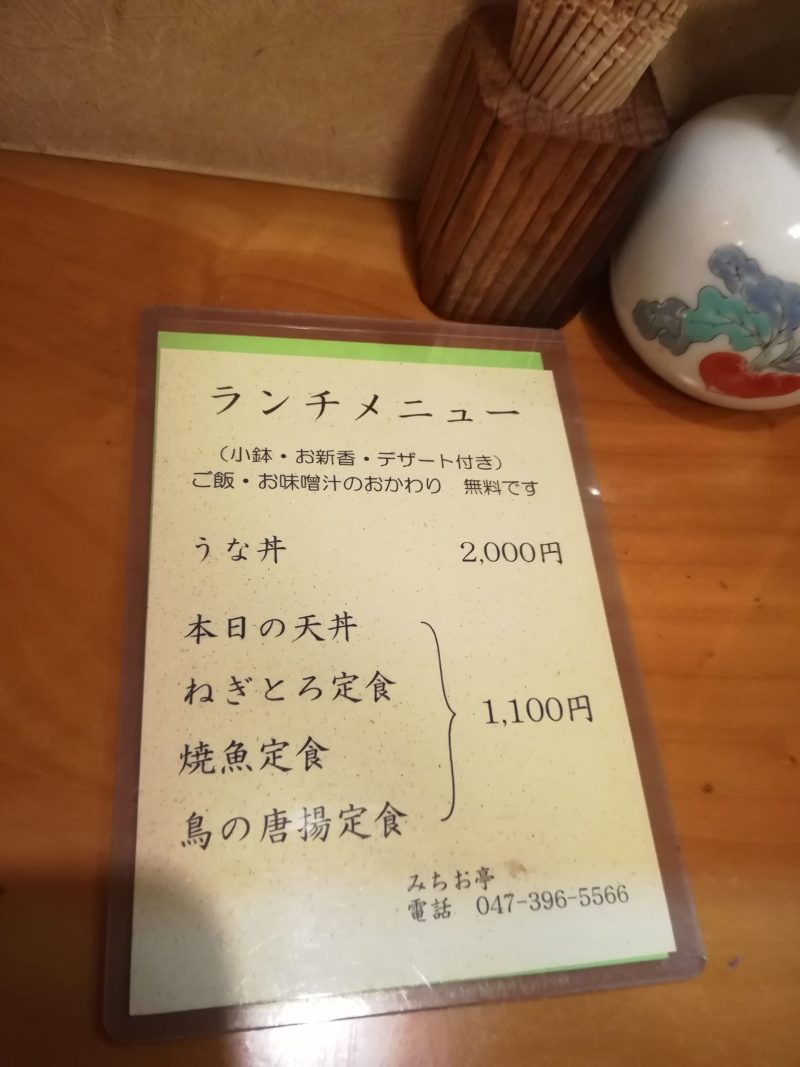 ランチメニュー
（小鉢・お新香・デザート付き）
ご飯・お味噌汁のおかわり　無料です
うな丼　2,000円
本日の天丼
ねぎとろ定食
焼魚定食
鳥の唐揚定食
1,100円
みちお亭
電話　047-396-5566